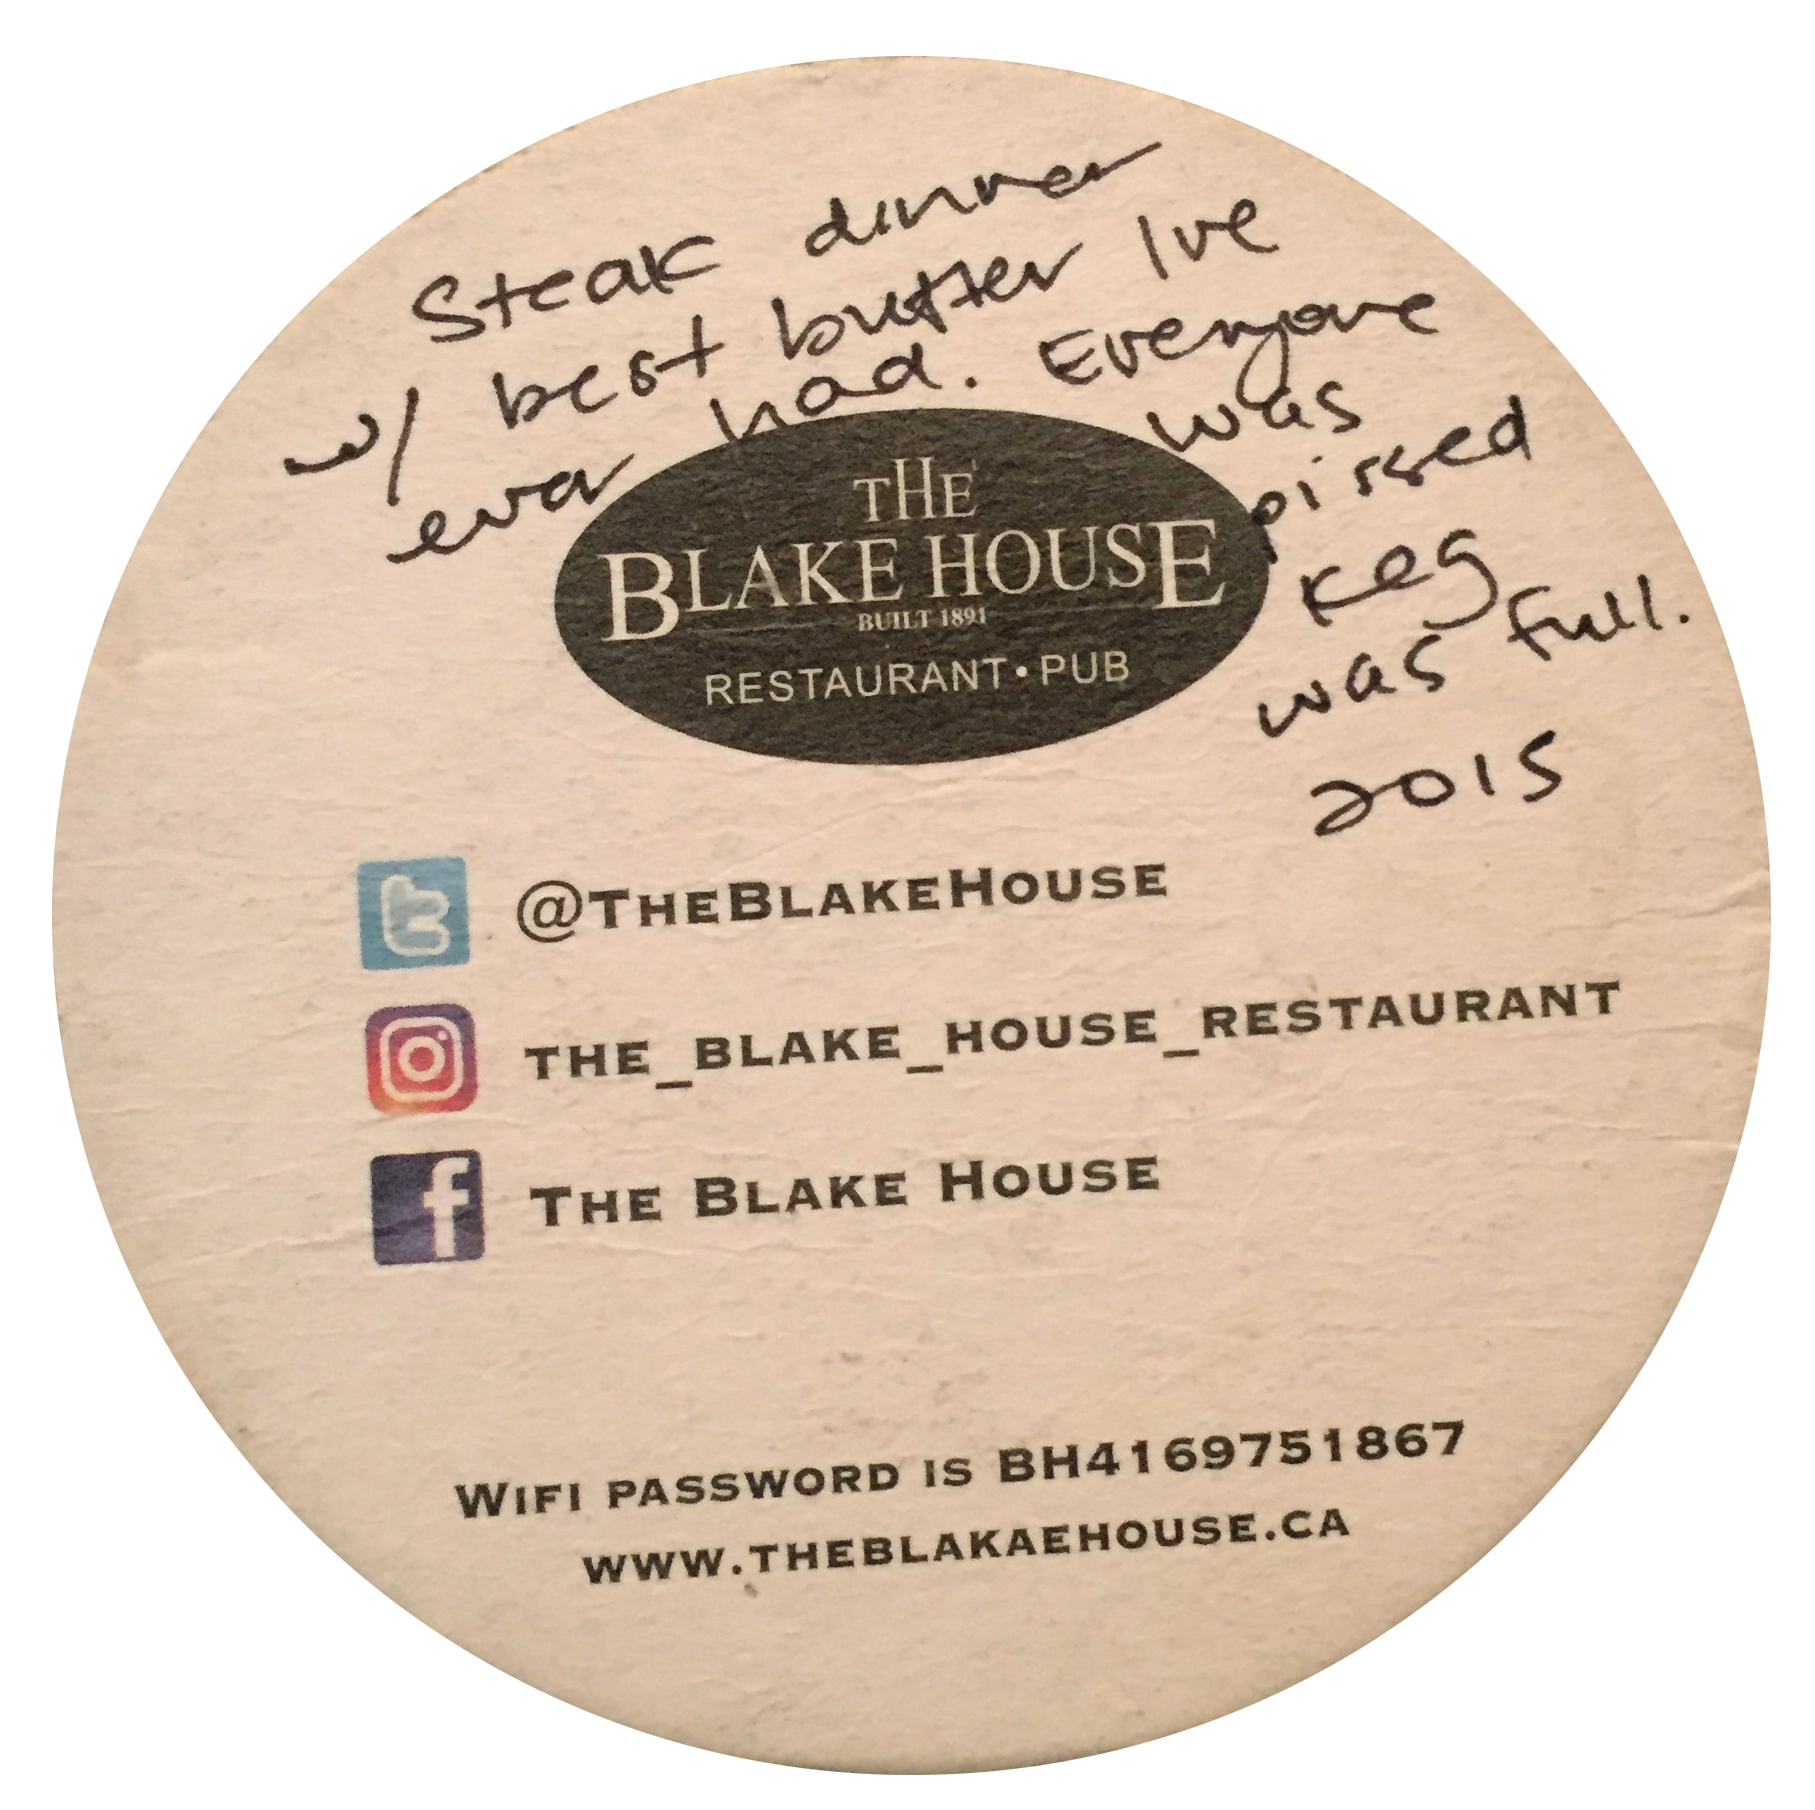 Steak dinner
w/ best butter Ive
ever had. Everyone
was
pissed
Keg
was full.
2015
THE
BLAKE HOUSE
BUILT 1891
RESTAURANT • PUB
@THEBLAKEHOUSE
THE_BLAKE_HOUSE_RESTAURANT
THE BLAKE HOUSE
WIFI PASSWORD IS BH4169751867
WWW.THEBLAKAEHOUSE.CA